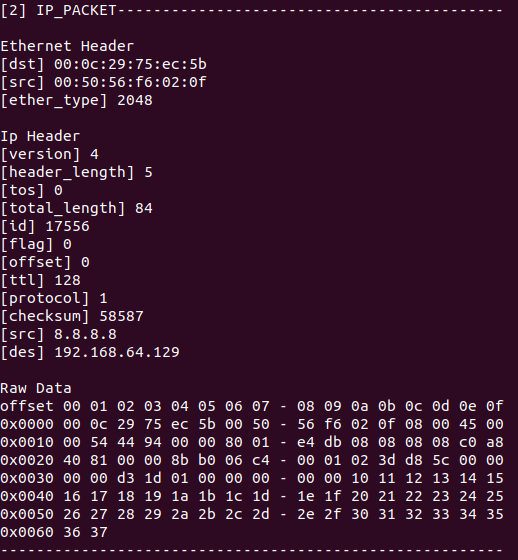 [2] IP_PACKET-------------------------------------------
Ethernet Header
[dst] 00:0c:29:75:ec:5b
[src] 00:50:56:f6:02:0f
[ether_type] 2048
Ip Header
[version] 4
[header_length] 5
[tos] 0
[total_length] 84
[id] 17556
[flag] 0
[offset] 0
[ttl] 128
[protocol] 1
[checksum] 58587
[src] 8.8.8.8
[des] 192.168.64.129
Raw Data
offset 00 01 02 03 04 05 06 07 - 08 09 0a 0b 0c 0d 0e 0f
0x0000 00 0c 29 75 ec 5b 00 50 - 56 f6 02 0f 08 00 45 00
0x0010 00 54 44 94 00 00 80 01 - e4 db 08 08 08 08 c0 a8
0x0020 40 81 00 00 8b b0 06 c4 - 00 01 02 3d d8 5c 00 00
0x0030 00 00 d3 1d 01 00 00 00 - 00 00 10 11 12 13 14 15
0x0040 16 17 18 19 1a 1b 1c 1d - 1e 1f 20 21 22 23 24 25
0x0050 26 27 28 29 2a 2b 2c 2d - 2e 2f 30 31 32 33 34 35
0x0060 36 37
--------------------------------------------------------